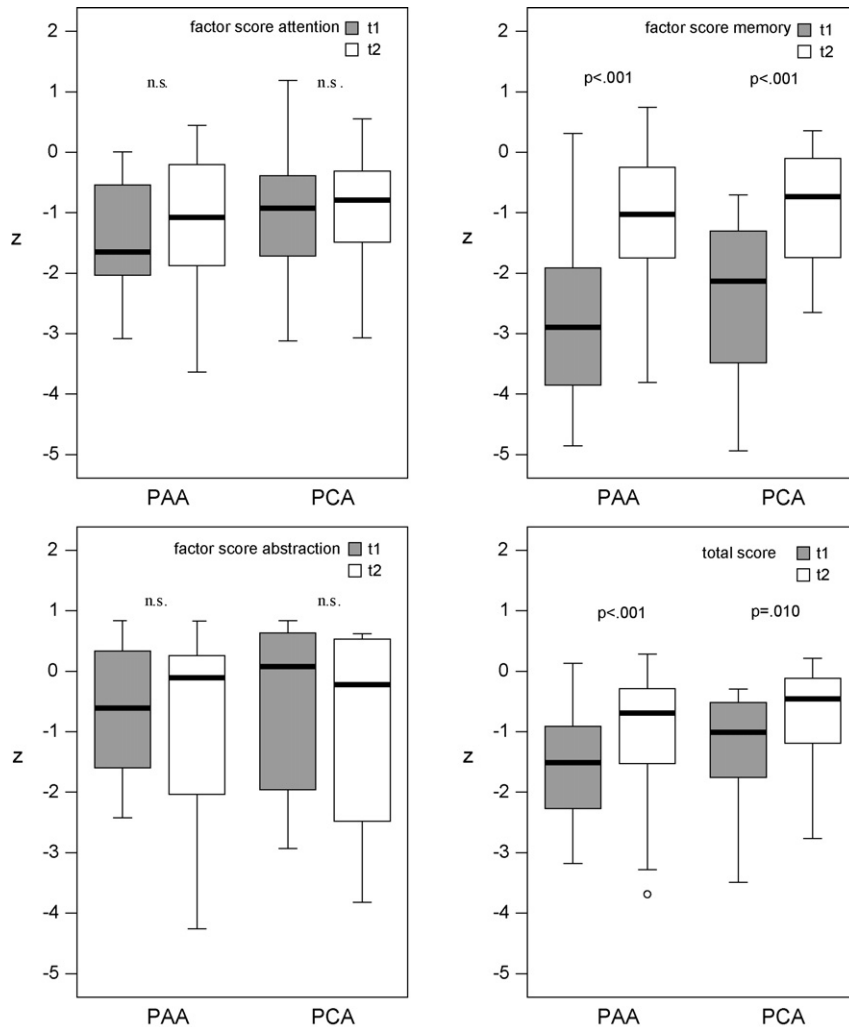 factor score attention t1
t2
n.s.
n.s.
2
1
0
-1
-2
-3
-4
-5
z
PAA
PCA
factor score memory t1
t2
p<.001
p<.001
2
1
0
-1
-2
-3
-4
-5
z
PAA
PCA
factor score abstraction t1
t2
n.s.
n.s.
2
1
0
-1
-2
-3
-4
-5
z
PAA
PCA
total score t1
t2
p<.001
p=.010
2
1
0
-1
-2
-3
-4
-5
z
PAA
PCA